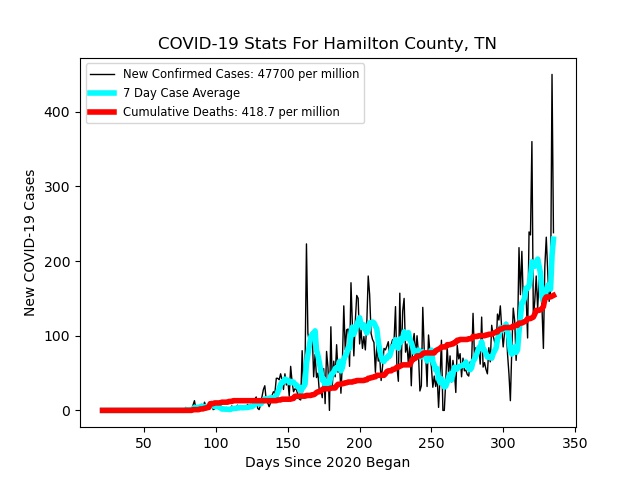 COVID-19 Stats For Hamilton County, TN
New Confirmed Cases: 47700 per million
7 Day Case Average
Cumulative Deaths: 418.7 per million
New COVID-19 Cases
400
300
200
100
0
50 100 150 200 250 300 350
Days Since 2020 Began